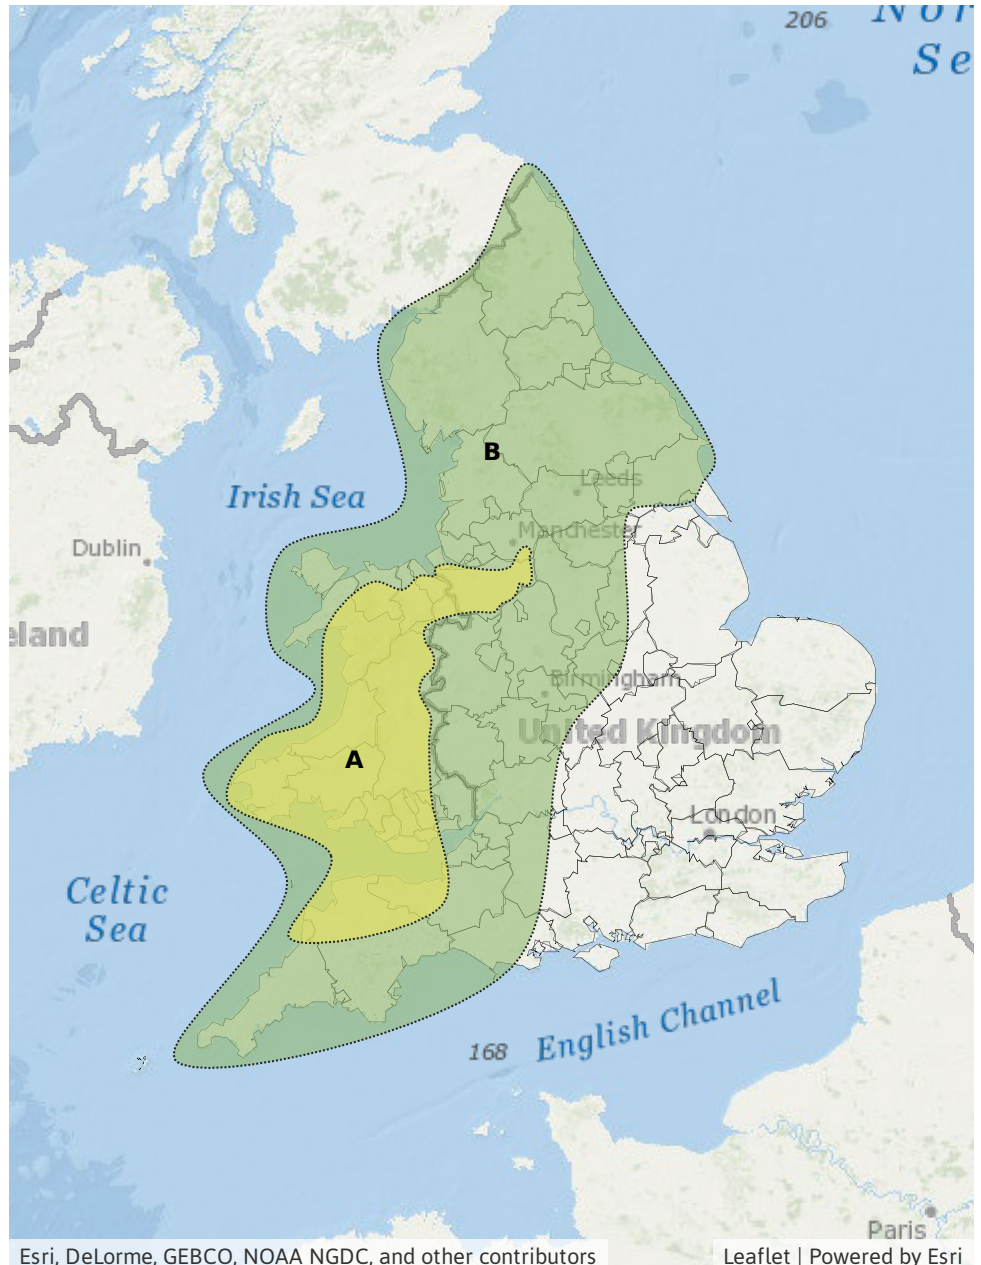 206
Nor
Se
B
Leeds
Irish Sea
Manchester
Dublin
eland
Birmingham
United Kingdom
A
London
Celtic
Sea
English Channel
168
Paris
Esri, DeLorme, GEBCO, NOAA NGDC, and other contributors
Leaflet | Powered by Esri